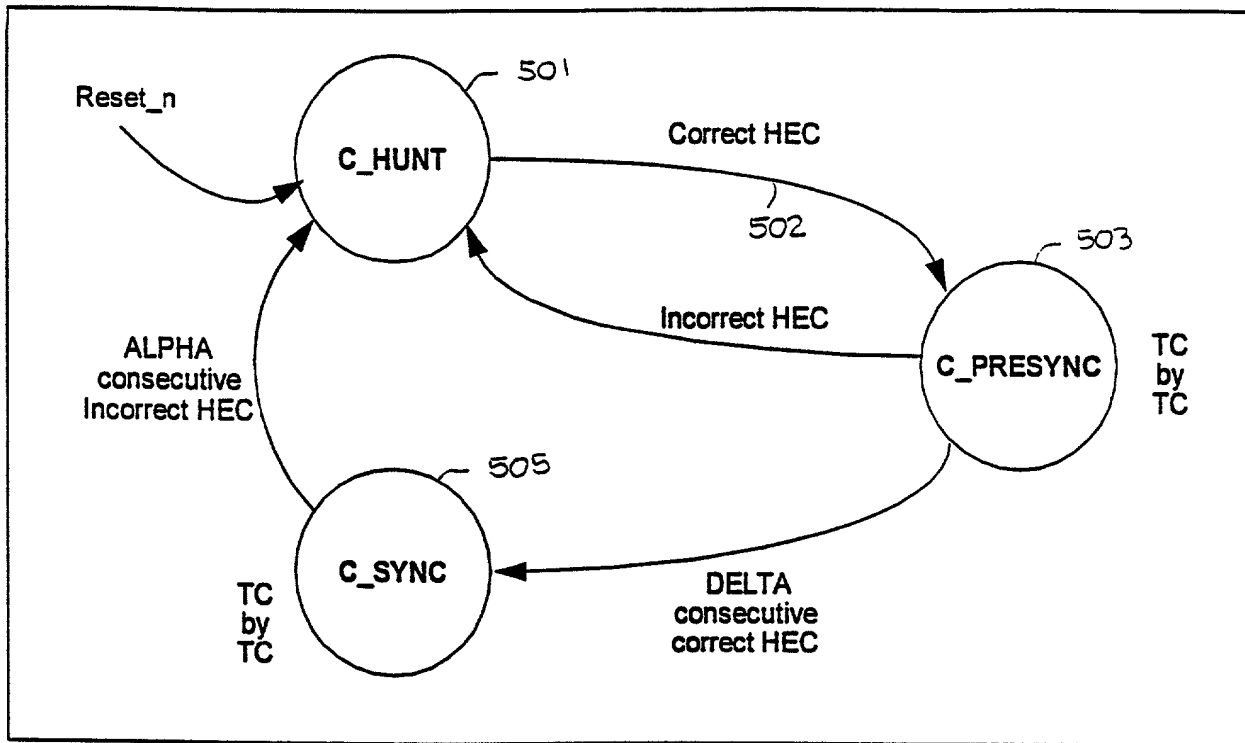 501
Reset_n
C_HUNT
Correct HEC
502
503
Incorrect HEC
C_PRESYNC
TC
by
TC
ALPHA
consecutive
Incorrect HEC
505
C_SYNC
TC
by
TC
DELTA
consecutive
correct HEC